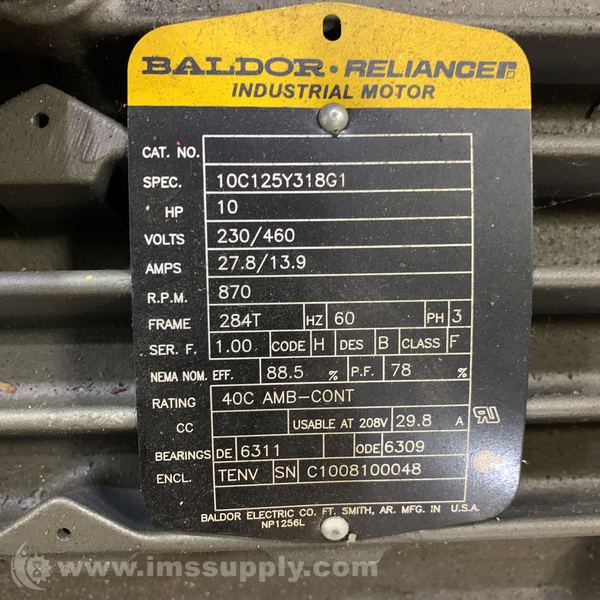 BALDOR · RELIANCER
INDUSTRIAL MOTOR
CAT. NO.
SPEC. 10C125Y318G1
HP 10
VOLTS 230/460
AMPS 27.8/13.9
R.P.M. 870
FRAME 284T HZ 60 PH 3
SER. F. 1.00 CODE H DES B CLASS F
NEMA NOM. EFF. 88.5 % P.F. 78 %
RATING 40C AMB-CONT
CC USABLE AT 208V 29.8 A
BEARINGS DE 6311 ODE 6309
ENCL. TENV SN C1008100048
BALDOR ELECTRIC CO. FT. SMITH, AR. MFG. IN U.S.A.
NP1256L
© www.imssupply.com/